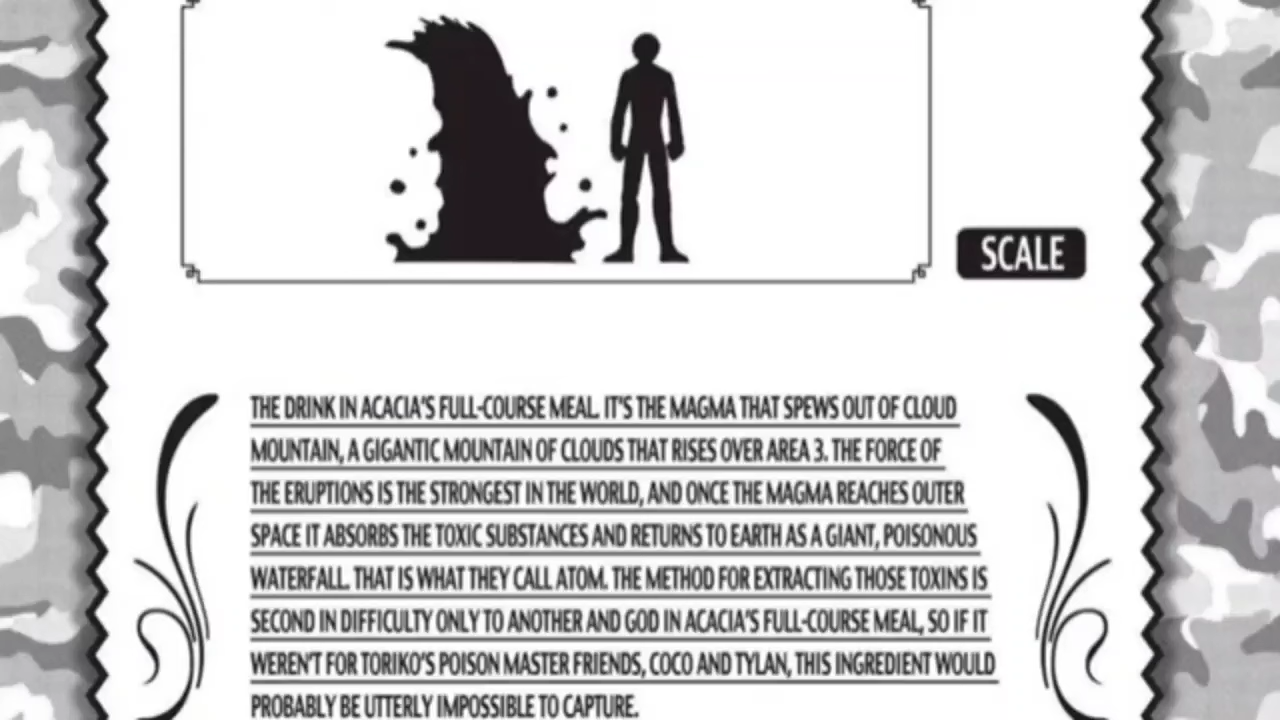 SCALE
THE DRINK IN ACACIA'S FULL-COURSE MEAL. IT'S THE MAGMA THAT SPEWS OUT OF CLOUD
MOUNTAIN, A GIGANTIC MOUNTAIN OF CLOUDS THAT RISES OVER AREA 3. THE FORCE OF
THE ERUPTIONS IS THE STRONGEST IN THE WORLD, AND ONCE THE MAGMA REACHES OUTER
SPACE IT ABSORBS THE TOXIC SUBSTANCES AND RETURNS TO EARTH AS A GIANT, POISONOUS
WATERFALL. THAT IS WHAT THEY CALL ATOM. THE METHOD FOR EXTRACTING THOSE TOXINS IS
SECOND IN DIFFICULTY ONLY TO ANOTHER AND GOD IN ACACIA'S FULL-COURSE MEAL, SO IF IT
WEREN'T FOR TORIKO'S POISON MASTER FRIENDS, COCO AND TYLAN, THIS INGREDIENT WOULD
PROBABLY BE UTTERLY IMPOSSIBLE TO CAPTURE.